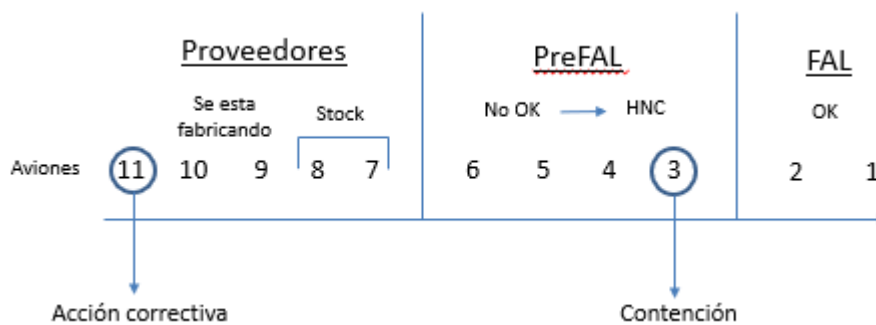 Proveedores
PreFAL
FAL
Se esta
fabricando
Stock
No OK
HNC
OK
Aviones
11
10
9
8
7
6
5
4
3
2
1
Acción correctiva
Contención